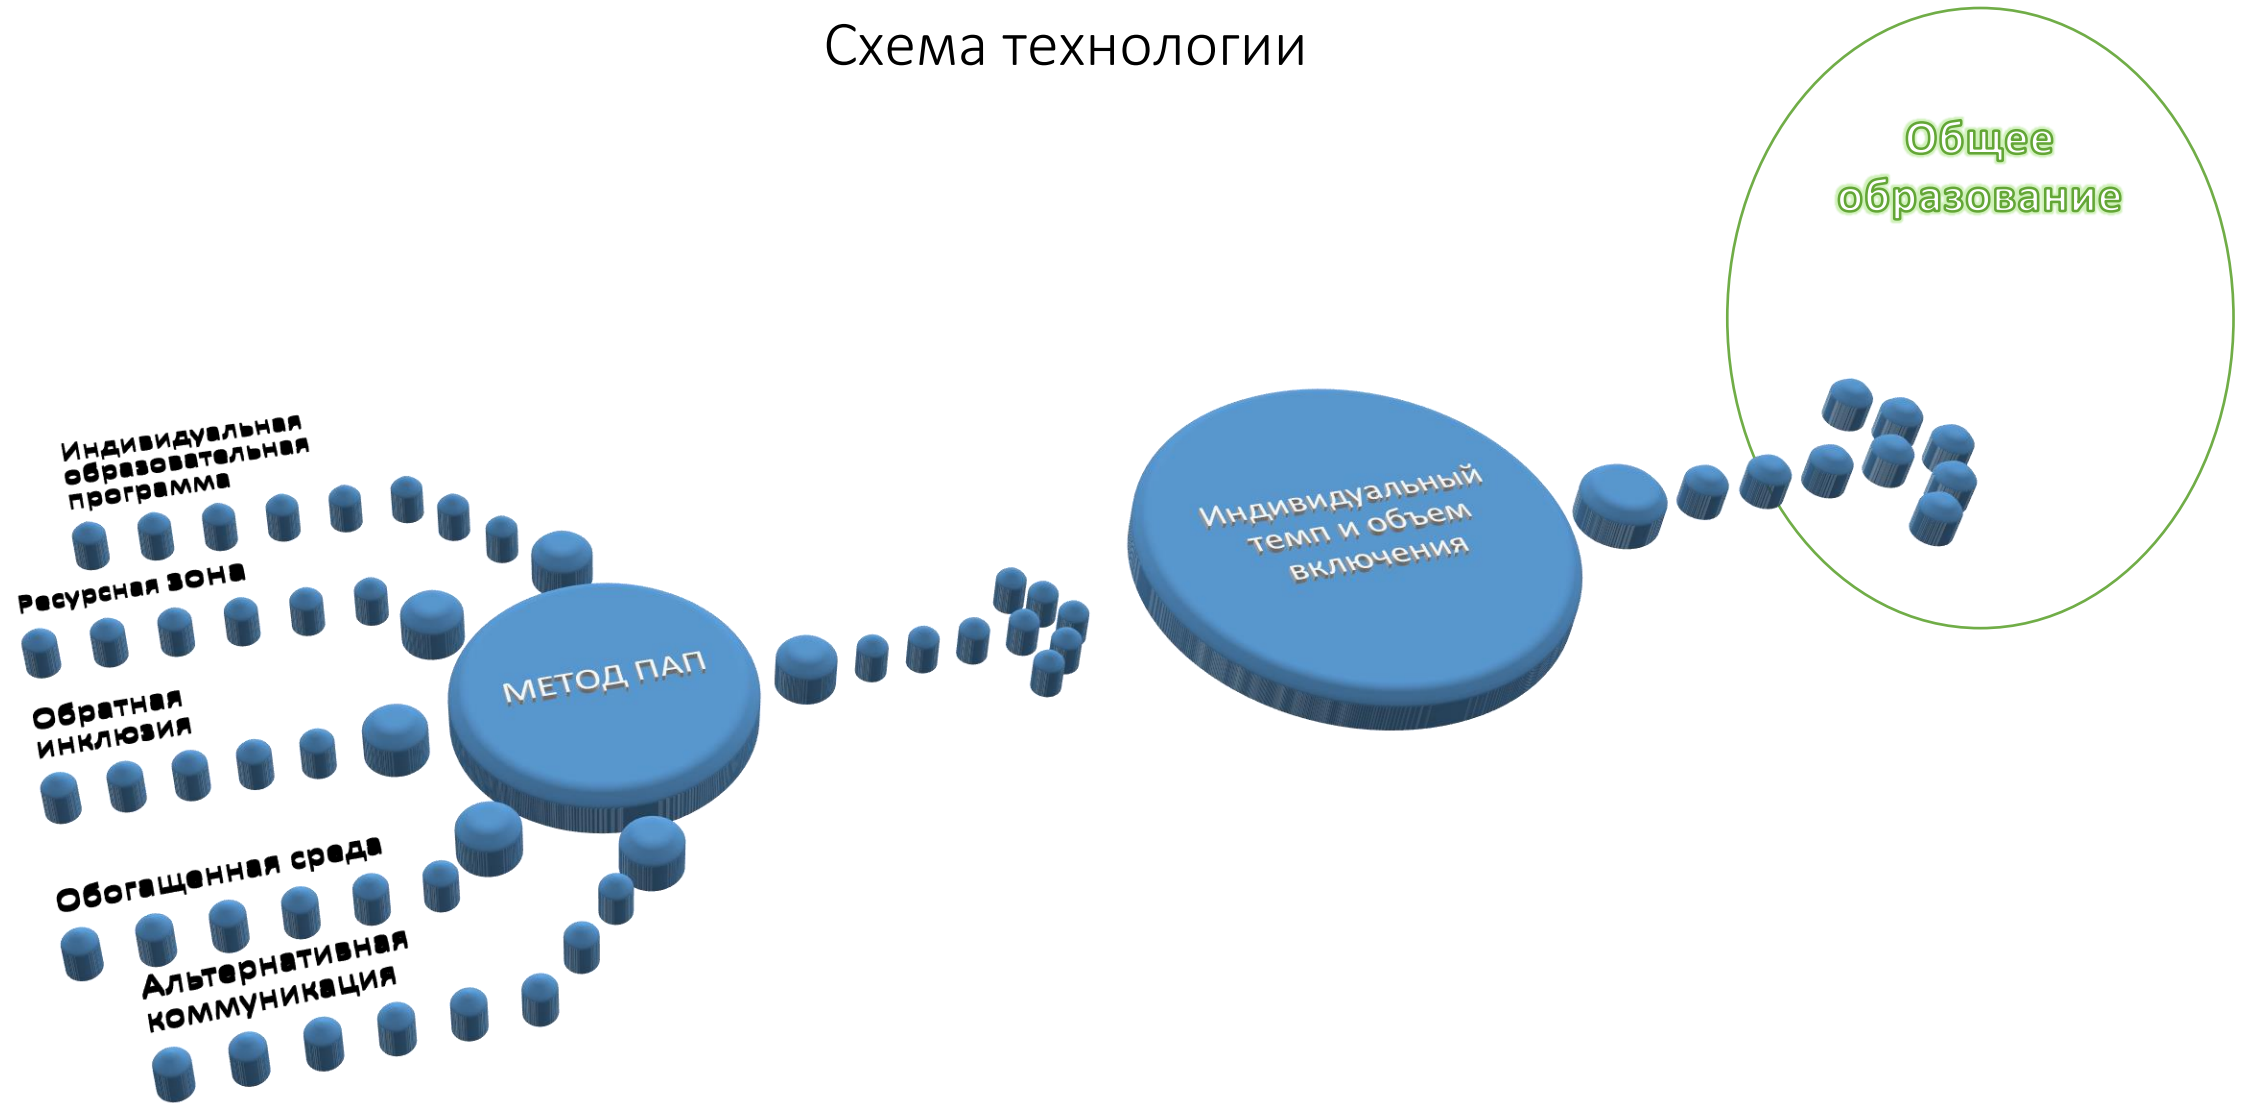 Схема технологии
Общее
образование
Индивидуальная
образовательная
программа
Ресурсная зона
Обратная
инклюзия
Обогащенная среда
Альтернативная
коммуникация
МЕТОД ПАП
Индивидуальный
темп и объем
включения